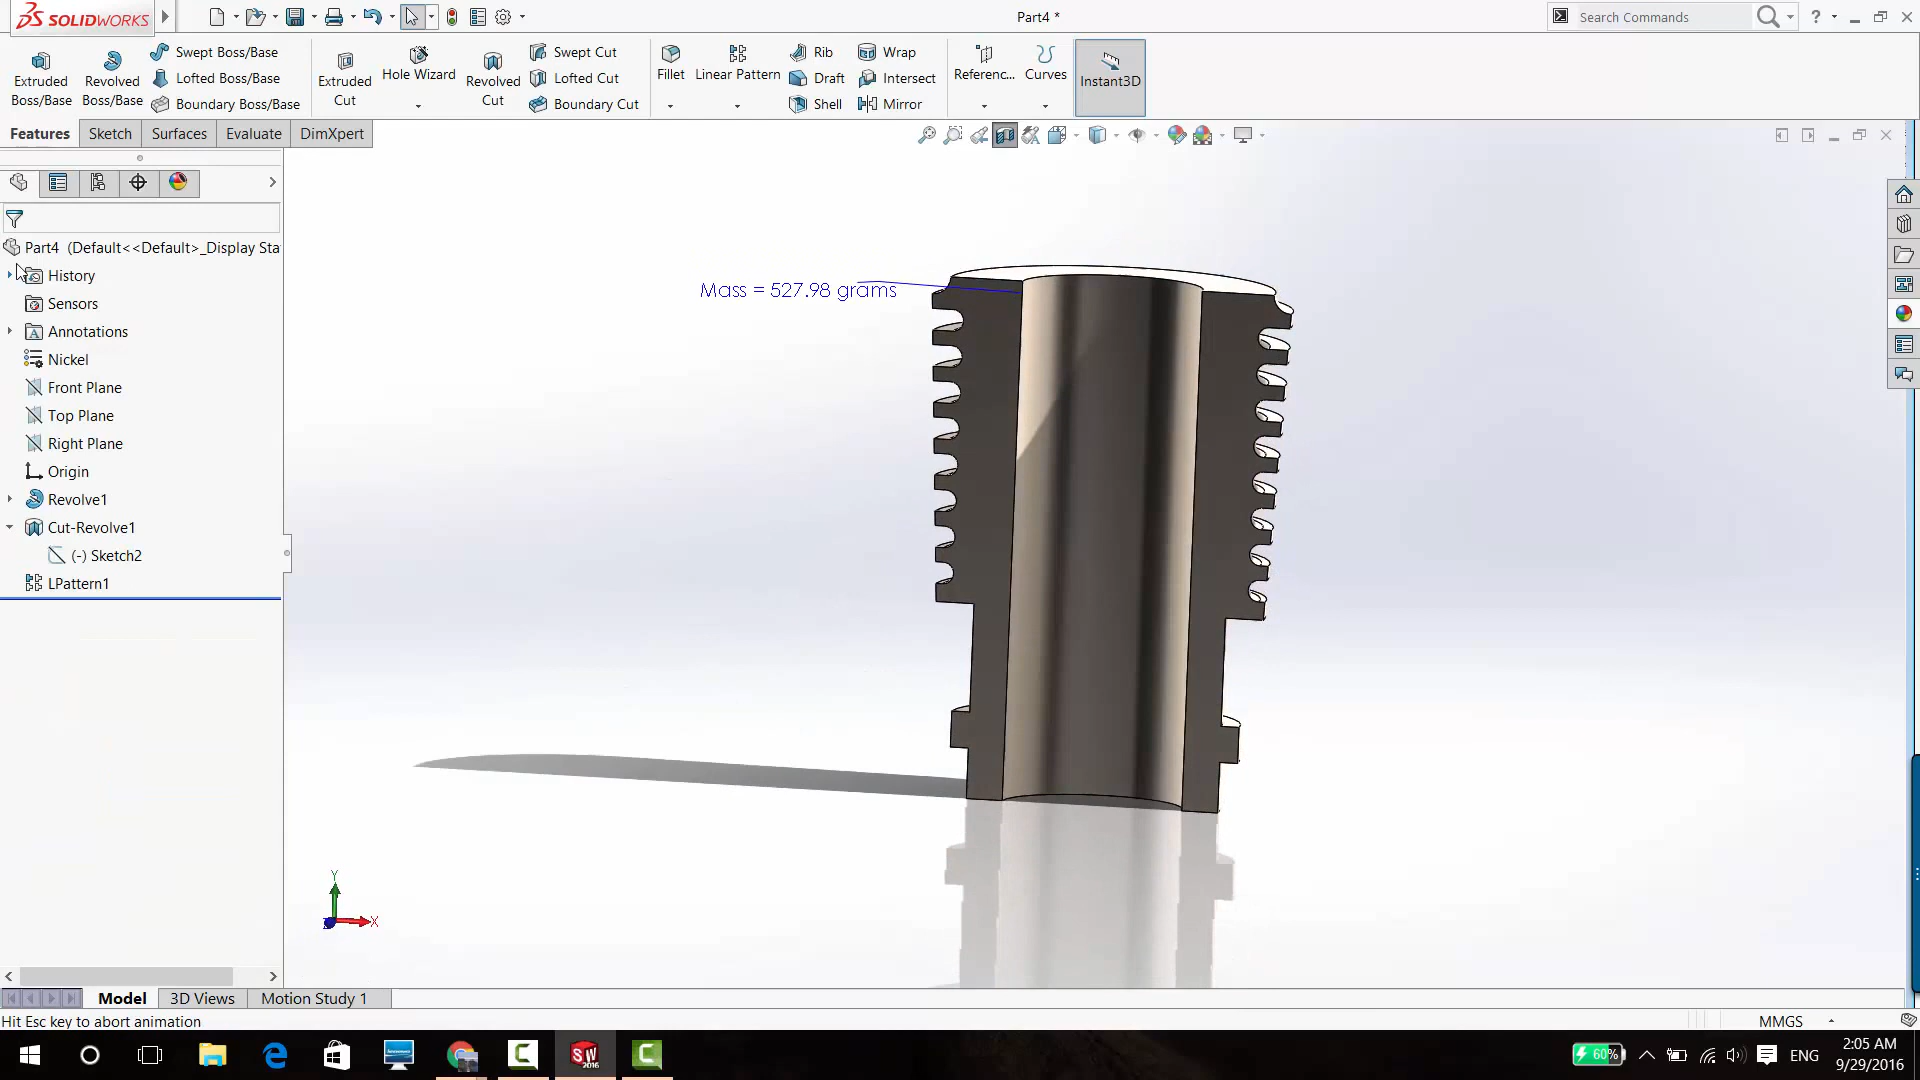 SOLIDWORKS
Part4 *
Search Commands
?
Extruded Boss/Base
Revolved Boss/Base
Swept Boss/Base
Lofted Boss/Base
Boundary Boss/Base
Extruded Cut
Hole Wizard
Revolved Cut
Swept Cut
Lofted Cut
Boundary Cut
Fillet
Linear Pattern
Rib
Draft
Shell
Wrap
Intersect
Mirror
Referenc...
Curves
Instant3D
Features
Sketch
Surfaces
Evaluate
DimXpert
Part4 (Default<<Default>_Display Sta
History
Sensors
Annotations
Nickel
Front Plane
Top Plane
Right Plane
Origin
Revolve1
Cut-Revolve1
(-) Sketch2
LPattern1
Mass = 527.98 grams
Y
X
Model
3D Views
Motion Study 1
Hit Esc key to abort animation
MMGS
60%
ENG
2:05 AM
9/29/2016